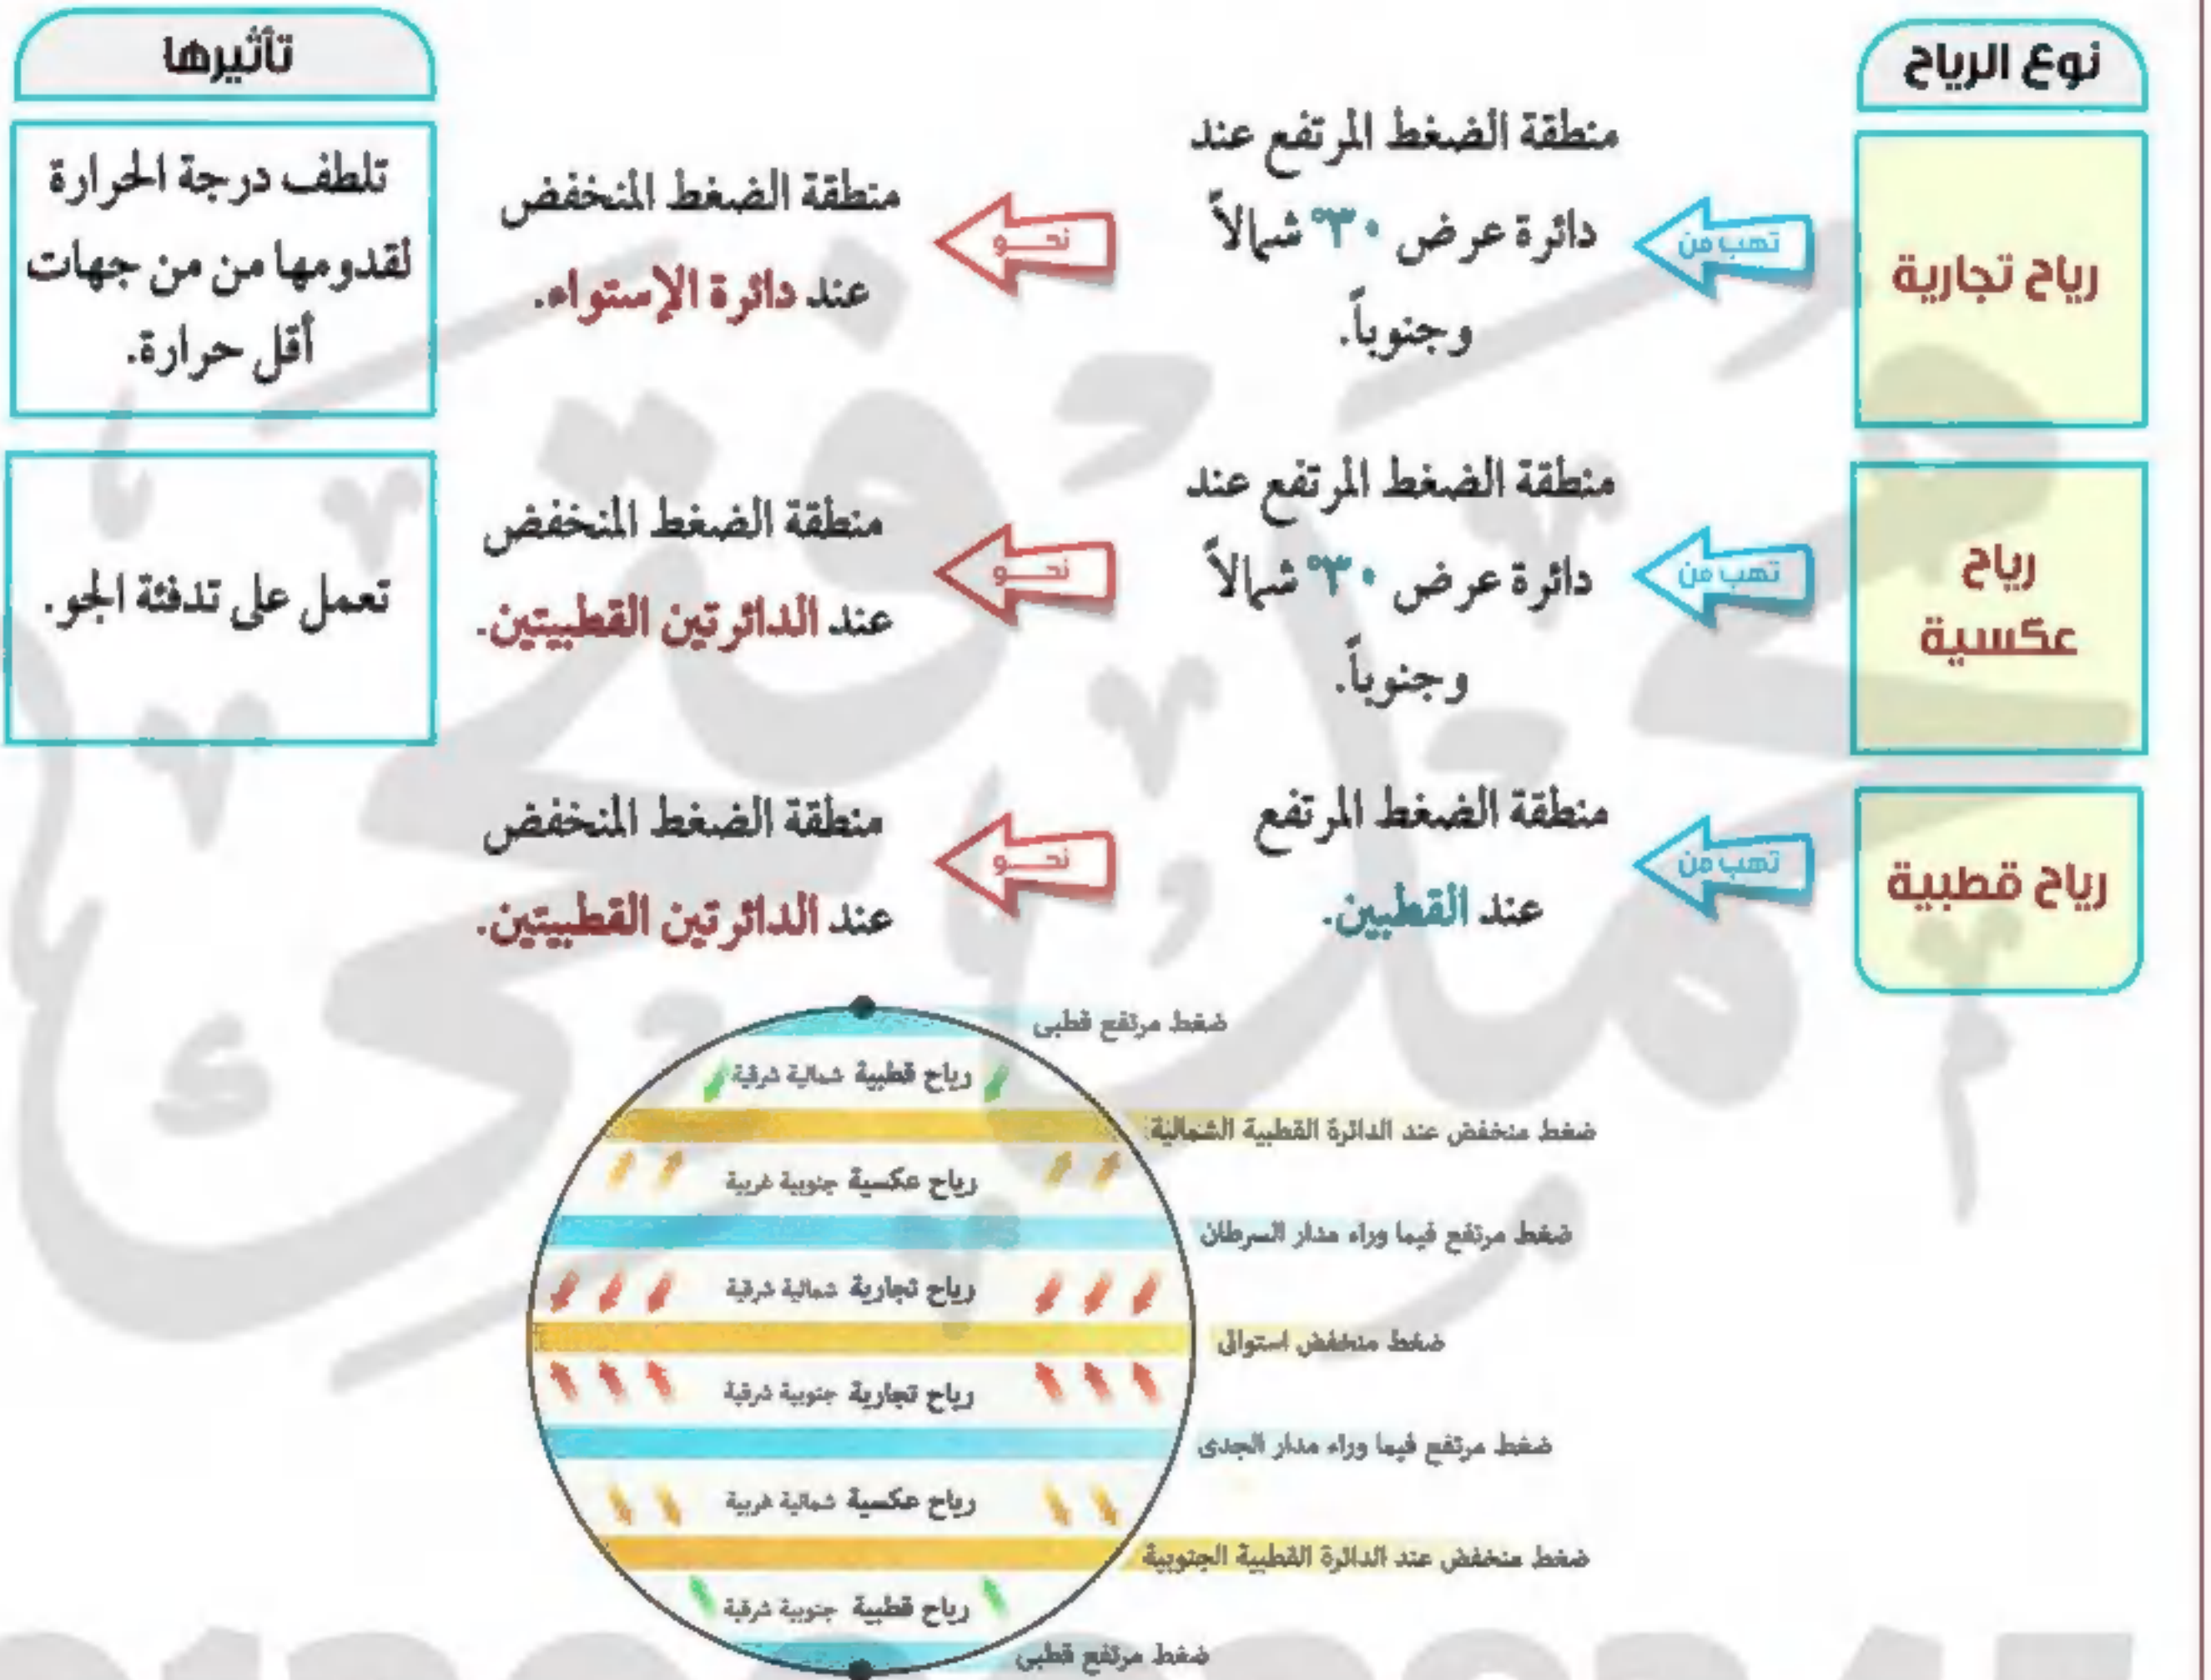 نوع الرياح
تأثيرها
رياح تجارية
تهب من
منطقة الضغط المرتفع عند
دائرة عرض ٣٠° شمالاً
وجنوباً.
نحو
منطقة الضغط المنخفض
عند دائرة الإستواء.
تلطف درجة الحرارة
لقدومها من من جهات
أقل حرارة.
رياح
عكسية
تهب من
منطقة الضغط المرتفع عند
دائرة عرض ٣٠° شمالاً
وجنوباً.
نحو
منطقة الضغط المنخفض
عند الدائرتين القطبيتين.
تعمل على تدفئة الجو.
رياح قطبية
تهب من
منطقة الضغط المرتفع
عند القطبين.
نحو
منطقة الضغط المنخفض
عند الدائرتين القطبيتين.
ضغط مرتفع قطبى
رياح قطبية شمالية شرقية
ضغط منخفض عند الدائرة القطبية الشمالية
رياح عكسية جنوبية غربية
ضغط مرتفع فيما وراء مدار السرطان
رياح تجارية شمالية شرقية
ضغط منخفض استوائى
رياح تجارية جنوبية شرقية
ضغط مرتفع فيما وراء مدار الجدى
رياح عكسية شمالية غربية
ضغط منخفض عند الدائرة القطبية الجنوبية
رياح قطبية جنوبية شرقية
ضغط مرتفع قطبى